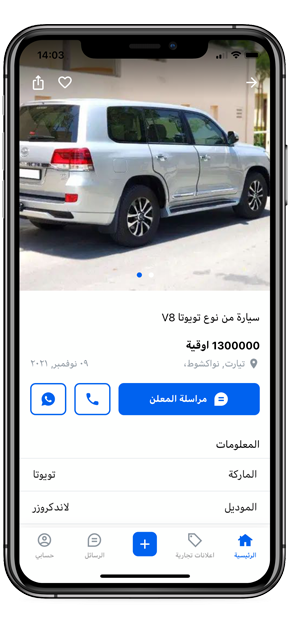 14:03
سيارة من نوع تويوتا V8
1300000 اوقية
تيارت, نواكشوط، ٠٩ نوفمبر, ٢٠٢١
مراسلة المعلن
المعلومات
الماركة تويوتا
الموديل لاندكروزر
الرئيسية اعلانات تجارية الرسائل حسابي